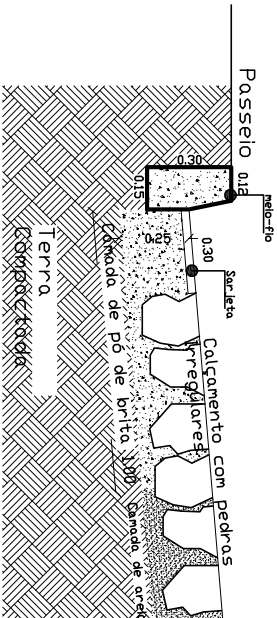 Passeio
meio-fio
0.12
0.30
0.15
Sarjeta
0.30
0.25
Calçamento com pedras
Irregulares
Camada de pó de brita
1.00
Camada de areia
Terra
Compactada